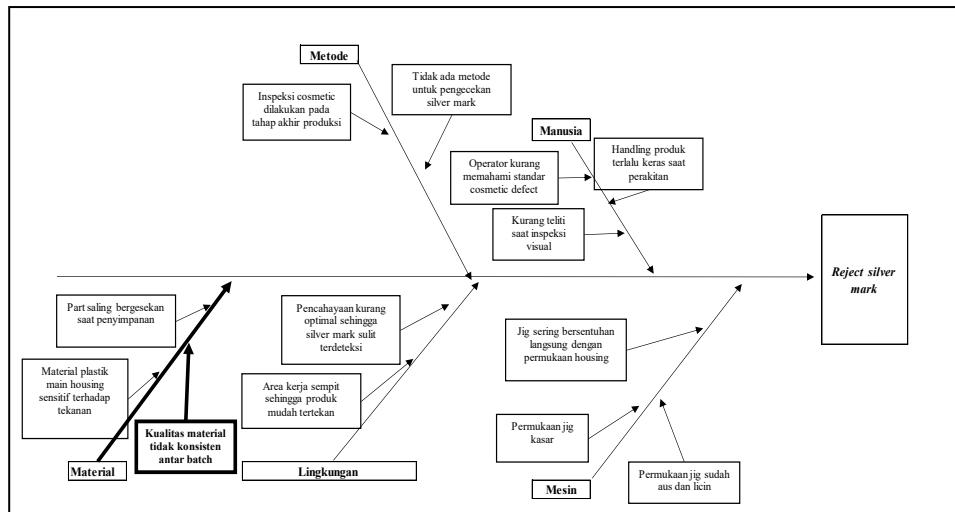 Metode
Tidak ada metode
untuk pengecekan
silver mark
Inspeksi cosmetic
dilakukan pada
tahap akhir produksi
Manusia
Handling produk
terlalu keras saat
perakitan
Operator kurang
memahami standar
cosmetic defect
Kurang teliti
saat inspeksi
visual
Reject silver
mark
Part saling bergesekan
saat penyimpanan
Material plastik
main housing
sensitif terhadap
tekanan
Kualitas material
tidak konsisten
antar batch
Material
Pencahayaan kurang
optimal sehingga
silver mark sulit
terdeteksi
Area kerja sempit
sehingga produk
mudah tertekan
Lingkungan
Jig sering bersentuhan
langsung dengan
permukaan housing
Permukaan jig
kasar
Permukaan jig sudah
aus dan licin
Mesin